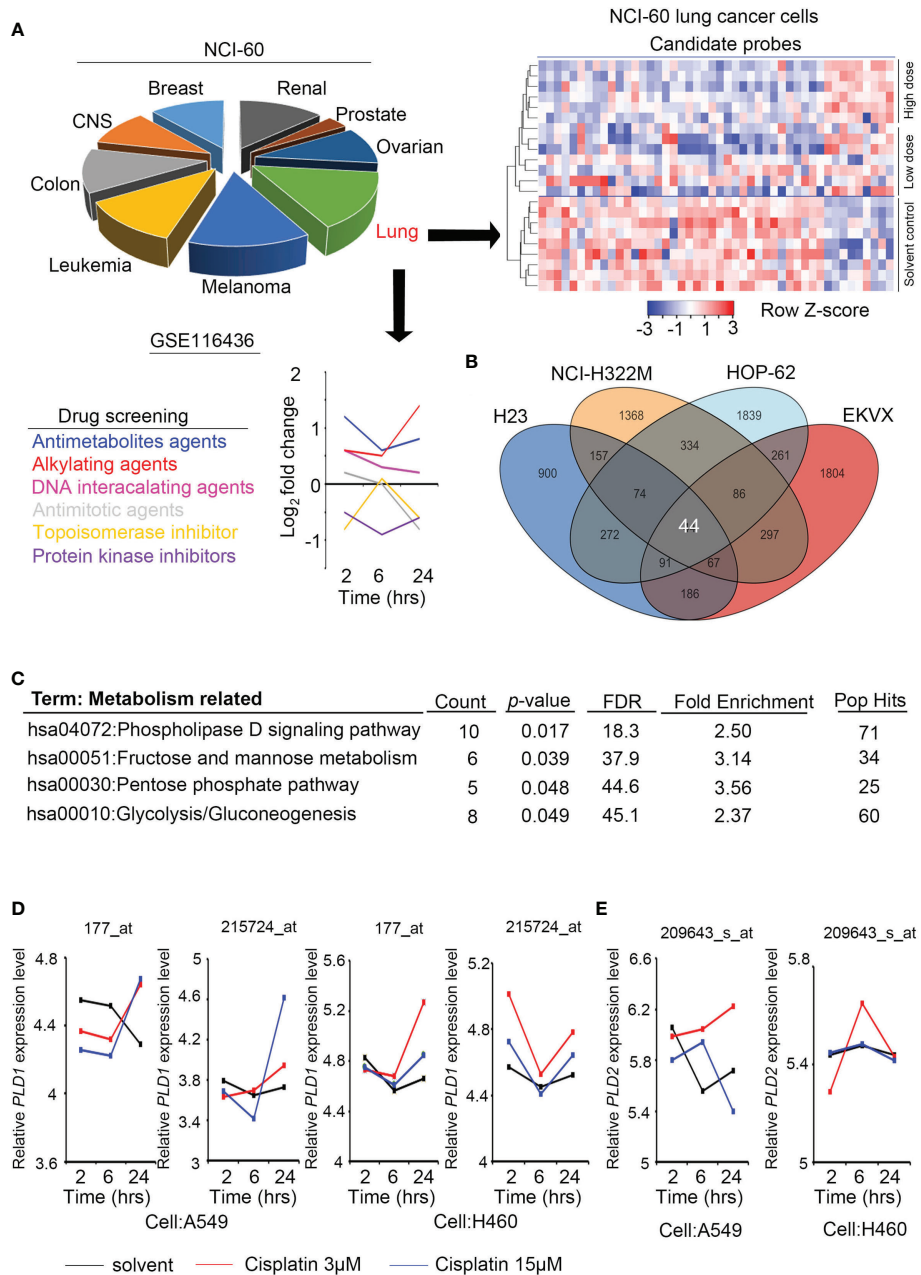 A
NCI-60
Breast
Renal
Prostate
CNS
Ovarian
Colon
Lung
Leukemia
Melanoma
NCI-60 lung cancer cells
Candidate probes
High dose
Low dose
Solvent control
-3 -1 1 3
Row Z-score
GSE116436
Drug screening
Antimetabolites agents
Alkylating agents
DNA interacalating agents
Antimitotic agents
Topoisomerase inhibitor
Protein kinase inhibitors
Log2 fold change
2
1
0
-1
2 6 24
Time (hrs)
B
H23
NCI-H322M
HOP-62
EKVX
1368
1839
334
900
157
261
1804
74
86
44
272
297
91
67
186
C
Term: Metabolism related Count p-value FDR Fold Enrichment Pop Hits
hsa04072:Phospholipase D signaling pathway 10 0.017 18.3 2.50 71
hsa00051:Fructose and mannose metabolism 6 0.039 37.9 3.14 34
hsa00030:Pentose phosphate pathway 5 0.048 44.6 3.56 25
hsa00010:Glycolysis/Gluconeogenesis 8 0.049 45.1 2.37 60
D
177_at
Relative PLD1 expression level
4.8
4.4
4
3.6
2 6 24
Time (hrs)
215724_at
Relative PLD1 expression level
5
4.6
4.2
3.8
3.4
3
2 6 24
Time (hrs)
Cell:A549
177_at
Relative PLD1 expression level
5.6
5.2
4.8
4.4
4
2 6 24
Time (hrs)
215724_at
Relative PLD1 expression level
5.2
4.8
4.4
4
2 6 24
Time (hrs)
Cell:H460
E
209643_s_at
Relative PLD2 expression level
6.6
6.2
5.8
5.4
5
2 6 24
Time (hrs)
Cell:A549
209643_s_at
Relative PLD2 expression level
5.8
5.4
5
2 6 24
Time (hrs)
Cell:H460
solvent
Cisplatin 3µM
Cisplatin 15µM